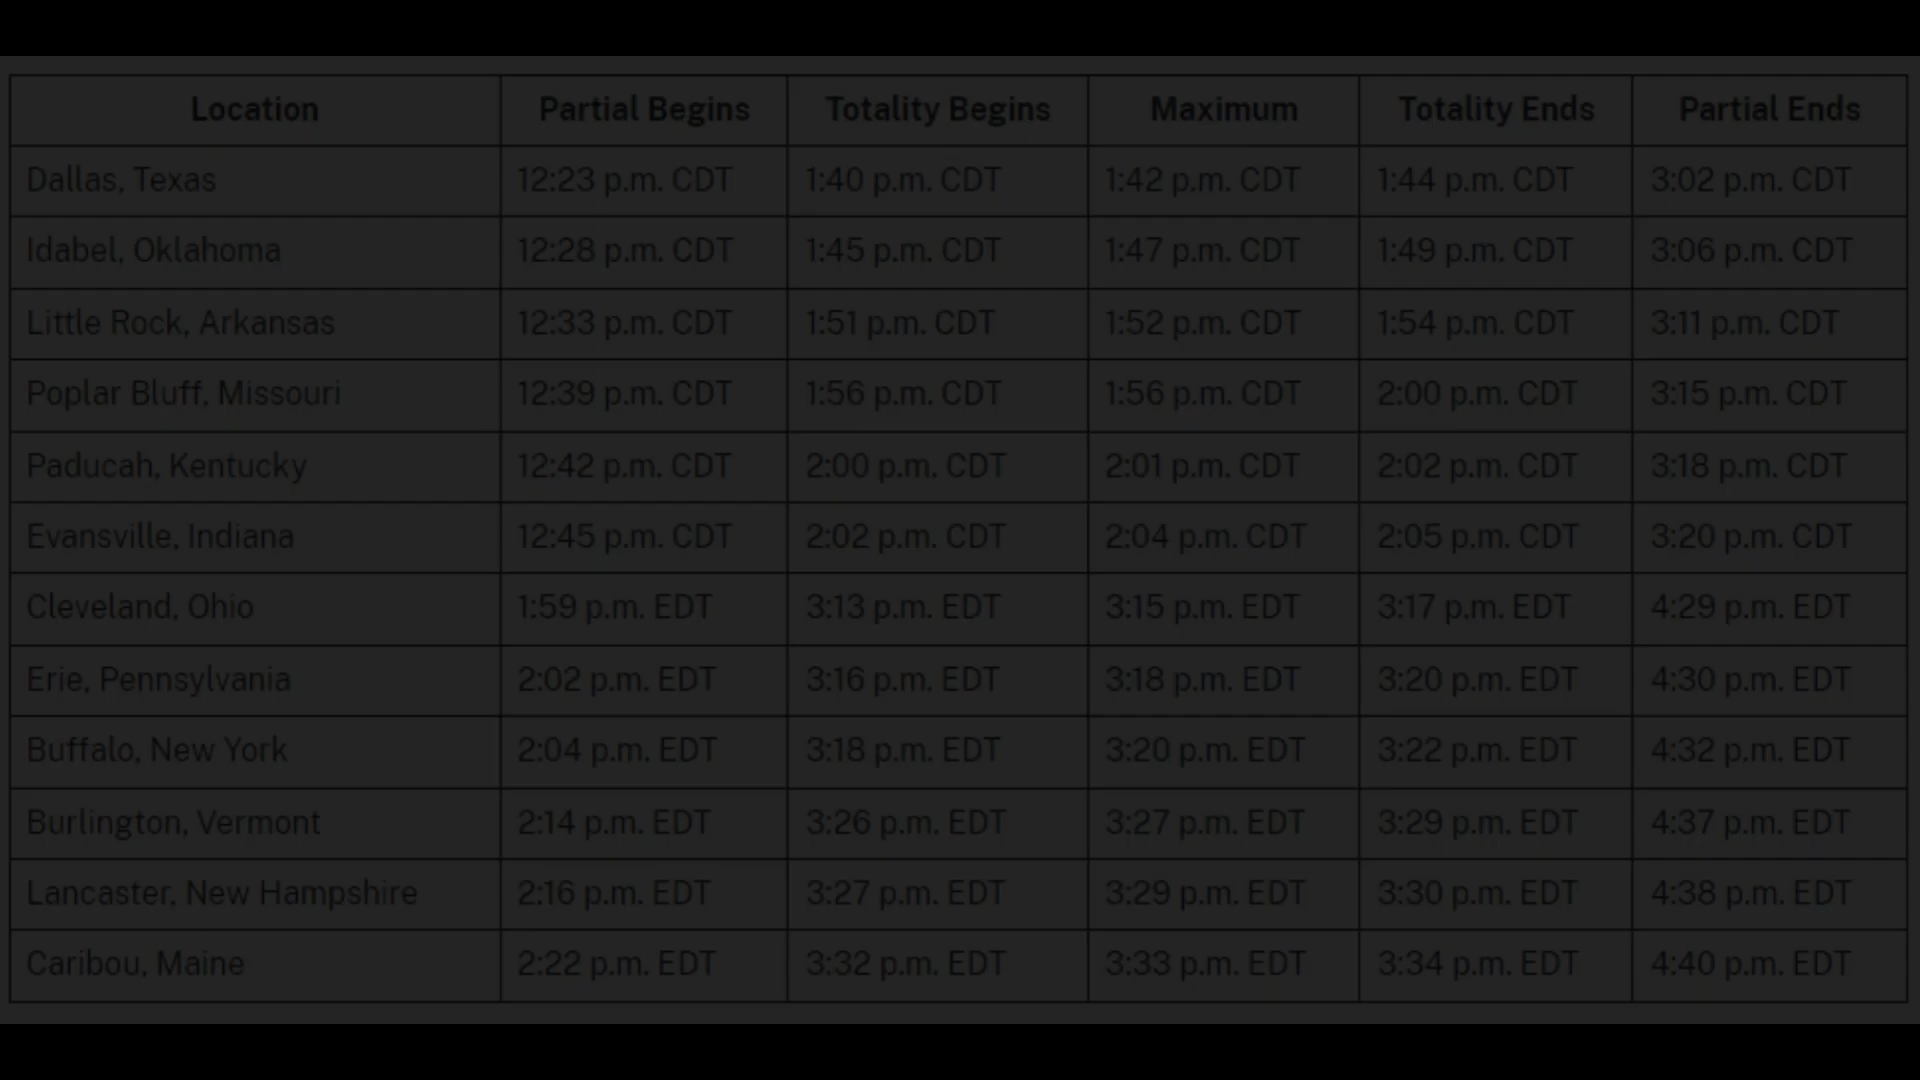 Location Partial Begins Totality Begins Maximum Totality Ends Partial Ends
Dallas, Texas 12:23 p.m. CDT 1:40 p.m. CDT 1:42 p.m. CDT 1:44 p.m. CDT 3:02 p.m. CDT
Idabel, Oklahoma 12:28 p.m. CDT 1:45 p.m. CDT 1:47 p.m. CDT 1:49 p.m. CDT 3:06 p.m. CDT
Little Rock, Arkansas 12:33 p.m. CDT 1:51 p.m. CDT 1:52 p.m. CDT 1:54 p.m. CDT 3:11 p.m. CDT
Poplar Bluff, Missouri 12:39 p.m. CDT 1:56 p.m. CDT 1:56 p.m. CDT 2:00 p.m. CDT 3:15 p.m. CDT
Paducah, Kentucky 12:42 p.m. CDT 2:00 p.m. CDT 2:01 p.m. CDT 2:02 p.m. CDT 3:18 p.m. CDT
Evansville, Indiana 12:45 p.m. CDT 2:02 p.m. CDT 2:04 p.m. CDT 2:05 p.m. CDT 3:20 p.m. CDT
Cleveland, Ohio 1:59 p.m. EDT 3:13 p.m. EDT 3:15 p.m. EDT 3:17 p.m. EDT 4:29 p.m. EDT
Erie, Pennsylvania 2:02 p.m. EDT 3:16 p.m. EDT 3:18 p.m. EDT 3:20 p.m. EDT 4:30 p.m. EDT
Buffalo, New York 2:04 p.m. EDT 3:18 p.m. EDT 3:20 p.m. EDT 3:22 p.m. EDT 4:32 p.m. EDT
Burlington, Vermont 2:14 p.m. EDT 3:26 p.m. EDT 3:27 p.m. EDT 3:29 p.m. EDT 4:37 p.m. EDT
Lancaster, New Hampshire 2:16 p.m. EDT 3:27 p.m. EDT 3:29 p.m. EDT 3:30 p.m. EDT 4:38 p.m. EDT
Caribou, Maine 2:22 p.m. EDT 3:32 p.m. EDT 3:33 p.m. EDT 3:34 p.m. EDT 4:40 p.m. EDT